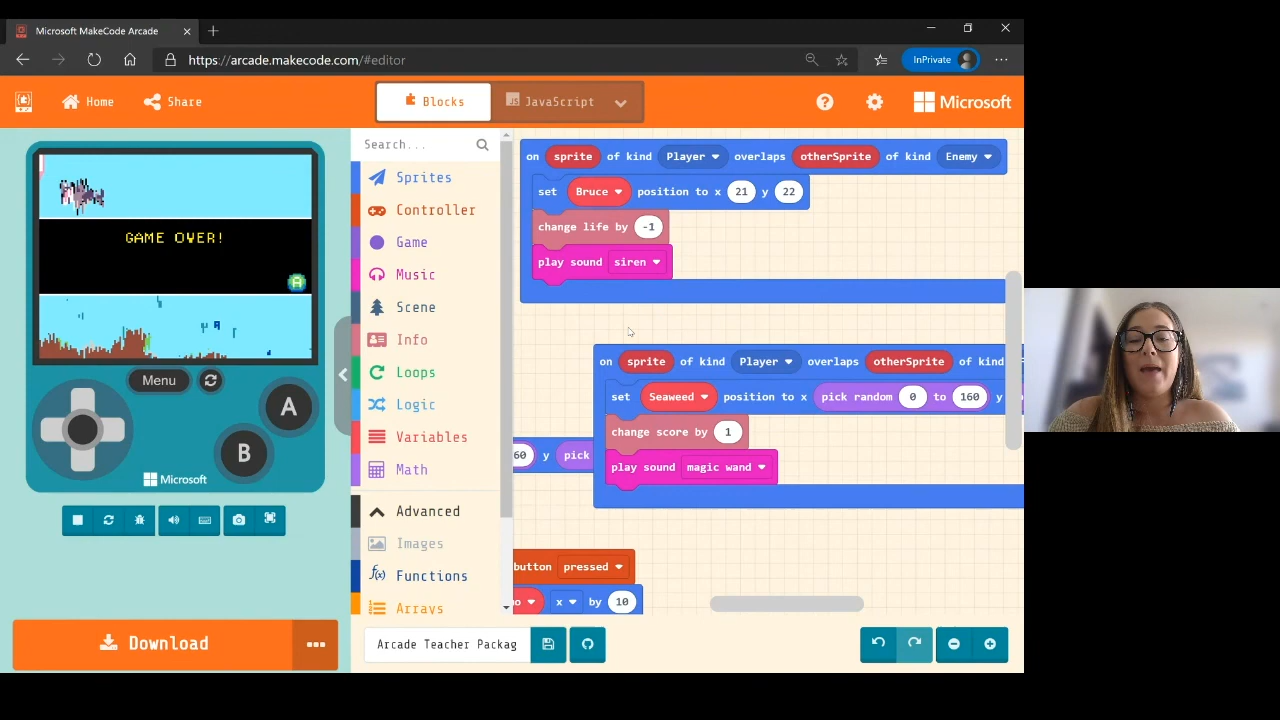 Microsoft MakeCode Arcade
https://arcade.makecode.com/#editor
InPrivate
Home
Share
Blocks
JavaScript
Microsoft
GAME OVER!
A
Menu
A
B
Microsoft
Search...
Sprites
Controller
Game
Music
Scene
Info
Loops
Logic
Variables
Math
Advanced
Images
Functions
Arrays
on sprite of kind Player overlaps otherSprite of kind Enemy
set Bruce position to x 21 y 22
change life by -1
play sound siren
on sprite of kind Player overlaps otherSprite of kind
set Seaweed position to x pick random 0 to 160 y
change score by 1
play sound magic wand
60 y pick
button pressed
x by 10
Download
Arcade Teacher Packag